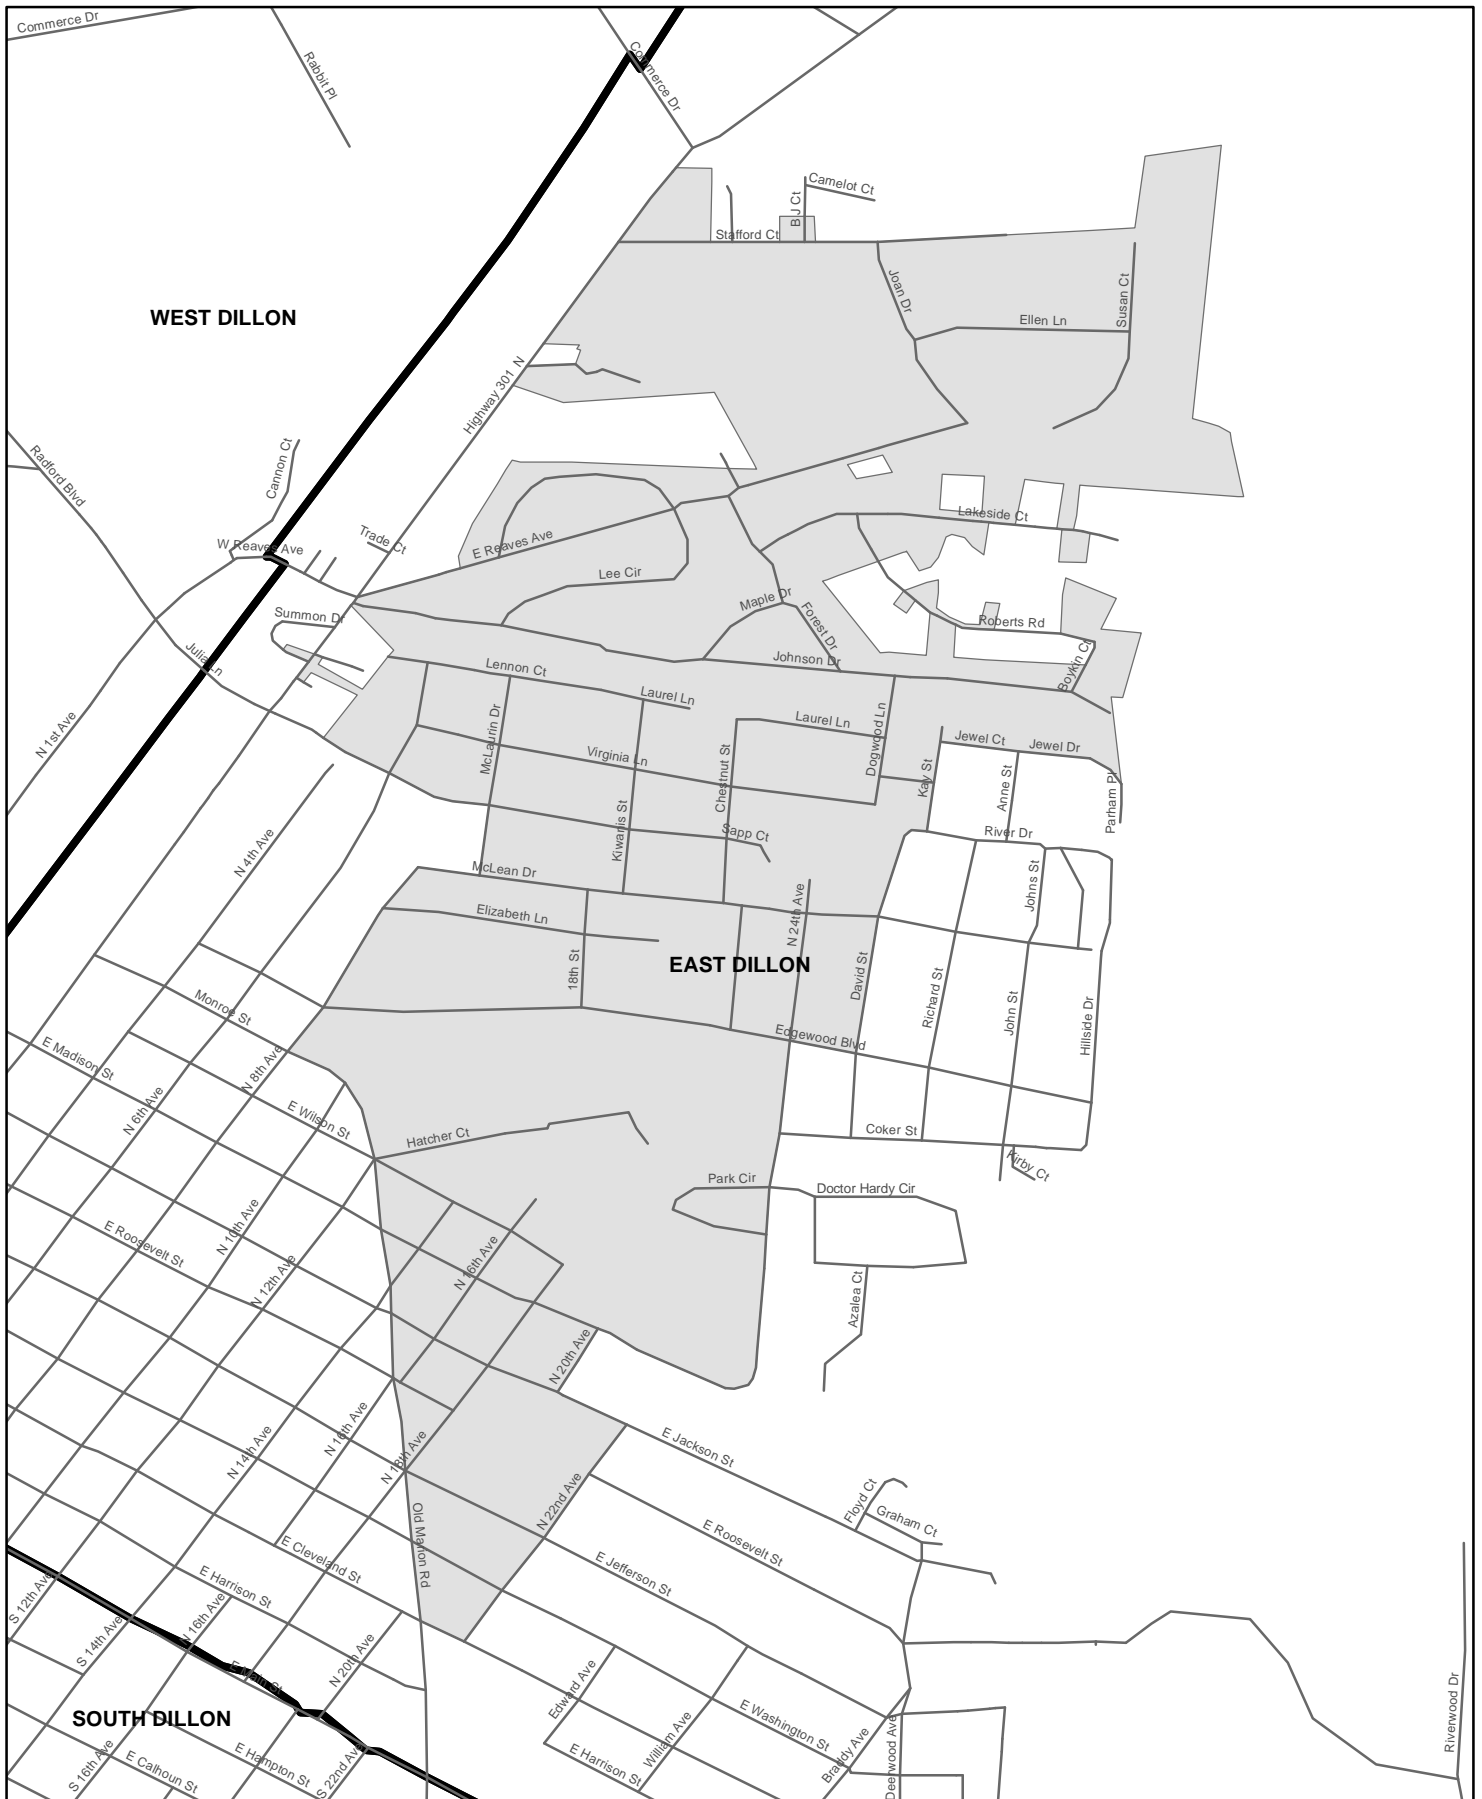 Commerce Dr
Rabbit Pl
Commerce Dr
Camelot Ct
B J Ct
Stafford Ct
Joan Dr
Susan Ct
Ellen Ln
WEST DILLON
Highway 301 N
Radford Blvd
Cannon Ct
Trade Ct
W Reaves Ave
E Reaves Ave
Lakeside Ct
Lee Cir
Maple Dr
Forest Dr
Summon Dr
Roberts Rd
Julia Ln
Johnson Dr
Boykin Ct
Lennon Ct
Laurel Ln
Laurel Ln
N 1st Ave
McLaurin Dr
Virginia Ln
Chestnut St
Dogwood Ln
Jewel Ct
Jewel Dr
Kay St
Anne St
Parham Pl
Kiwanis St
Sapp Ct
River Dr
N 4th Ave
McLean Dr
Johns St
Elizabeth Ln
N 24th Ave
EAST DILLON
18th St
David St
Richard St
John St
Hillside Dr
Monroe St
Edgewood Blvd
E Madison St
N 8th Ave
N 6th Ave
E Wilson St
Hatcher Ct
Coker St
Kirby Ct
Park Cir
Doctor Hardy Cir
N 10th Ave
E Roosevelt St
N 12th Ave
N 16th Ave
Azalea Ct
N 20th Ave
N 14th Ave
N 16th Ave
N 18th Ave
E Jackson St
N 22nd Ave
Floyd Ct
Graham Ct
Old Marion Rd
E Roosevelt St
E Cleveland St
E Jefferson St
E Harrison St
S 12th Ave
N 16th Ave
S 14th Ave
N 20th Ave
E Main St
Edward Ave
William Ave
E Washington St
Braddy Ave
Deerwood Ave
Riverwood Dr
SOUTH DILLON
E Harrison St
S 16th Ave
E Calhoun St
E Hampton St
S 22nd Ave